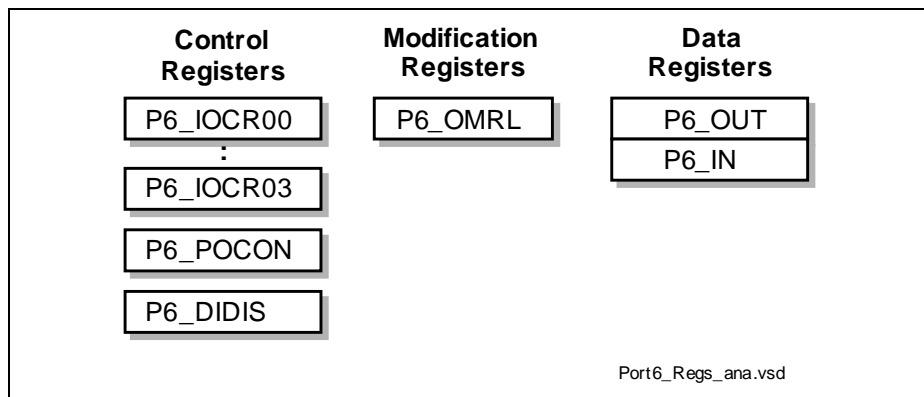 Control
Registers
P6_IOCR00
:
P6_IOCR03
P6_POCON
P6_DIDIS
Modification
Registers
P6_OMRL
Data
Registers
P6_OUT
P6_IN
Port6_Regs_ana.vsd